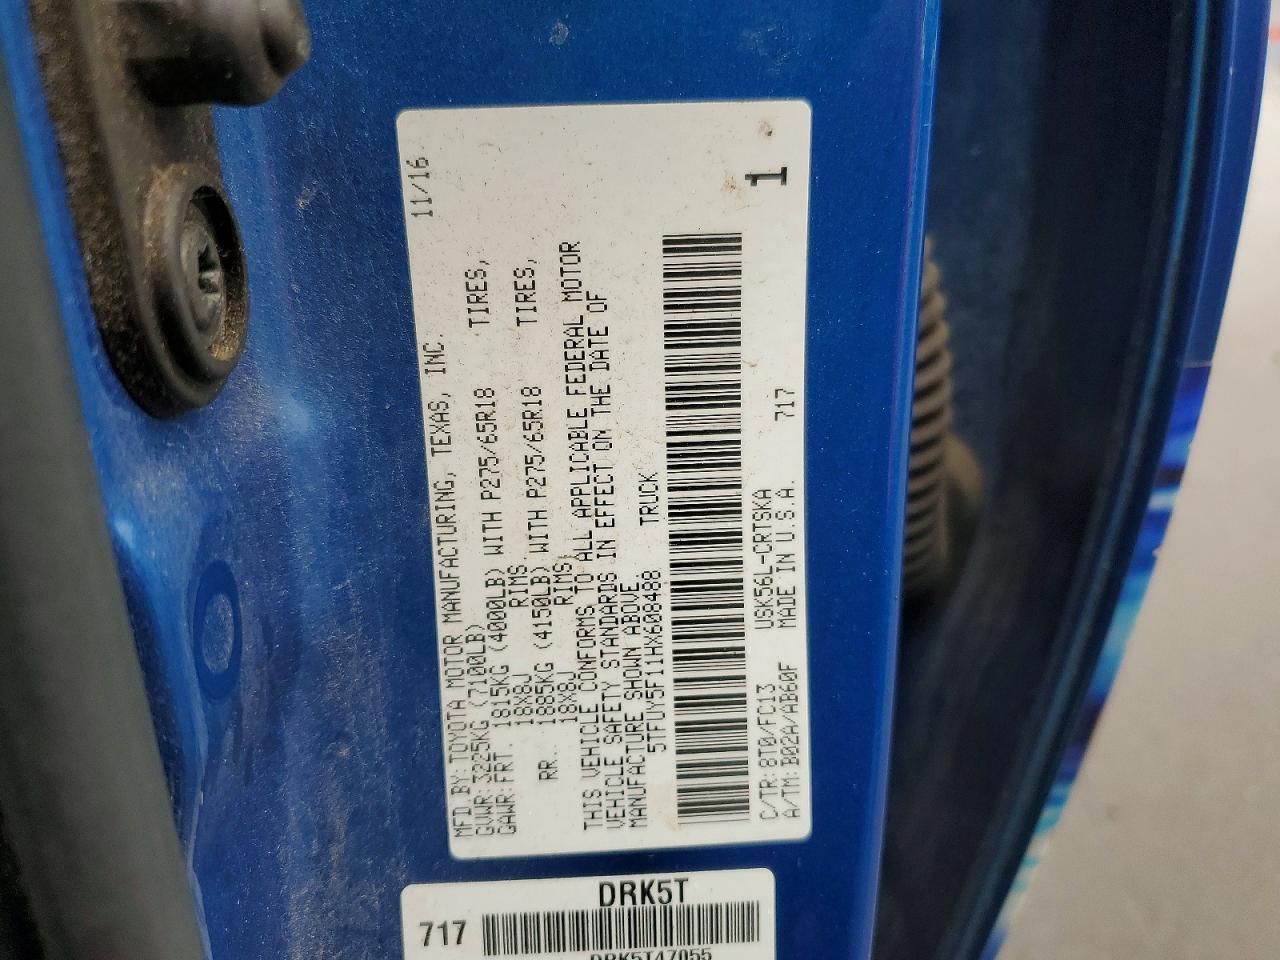 11/16
MFD.BY:TOYOTA MOTOR MANUFACTURING, TEXAS, INC.
GVWR:3225KG (7100LB)
GAWR:FRT. 1815KG (4000LB) WITH P275/65R18 TIRES,
18X8J RIMS.
RR. 1885KG (4150LB) WITH P275/65R18 TIRES,
18X8J RIMS.
THIS VEHICLE CONFORMS TO ALL APPLICABLE FEDERAL MOTOR
VEHICLE SAFETY STANDARDS IN EFFECT ON THE DATE OF
MANUFACTURE SHOWN ABOVE.
5TFUY5F11HX608488 TRUCK
C/TR:8T0/FC13 USK56L-CRTSKA 717
A/TM:B02A/AB60F MADE IN U.S.A.
1
DRK5T
717
DRK5T47055